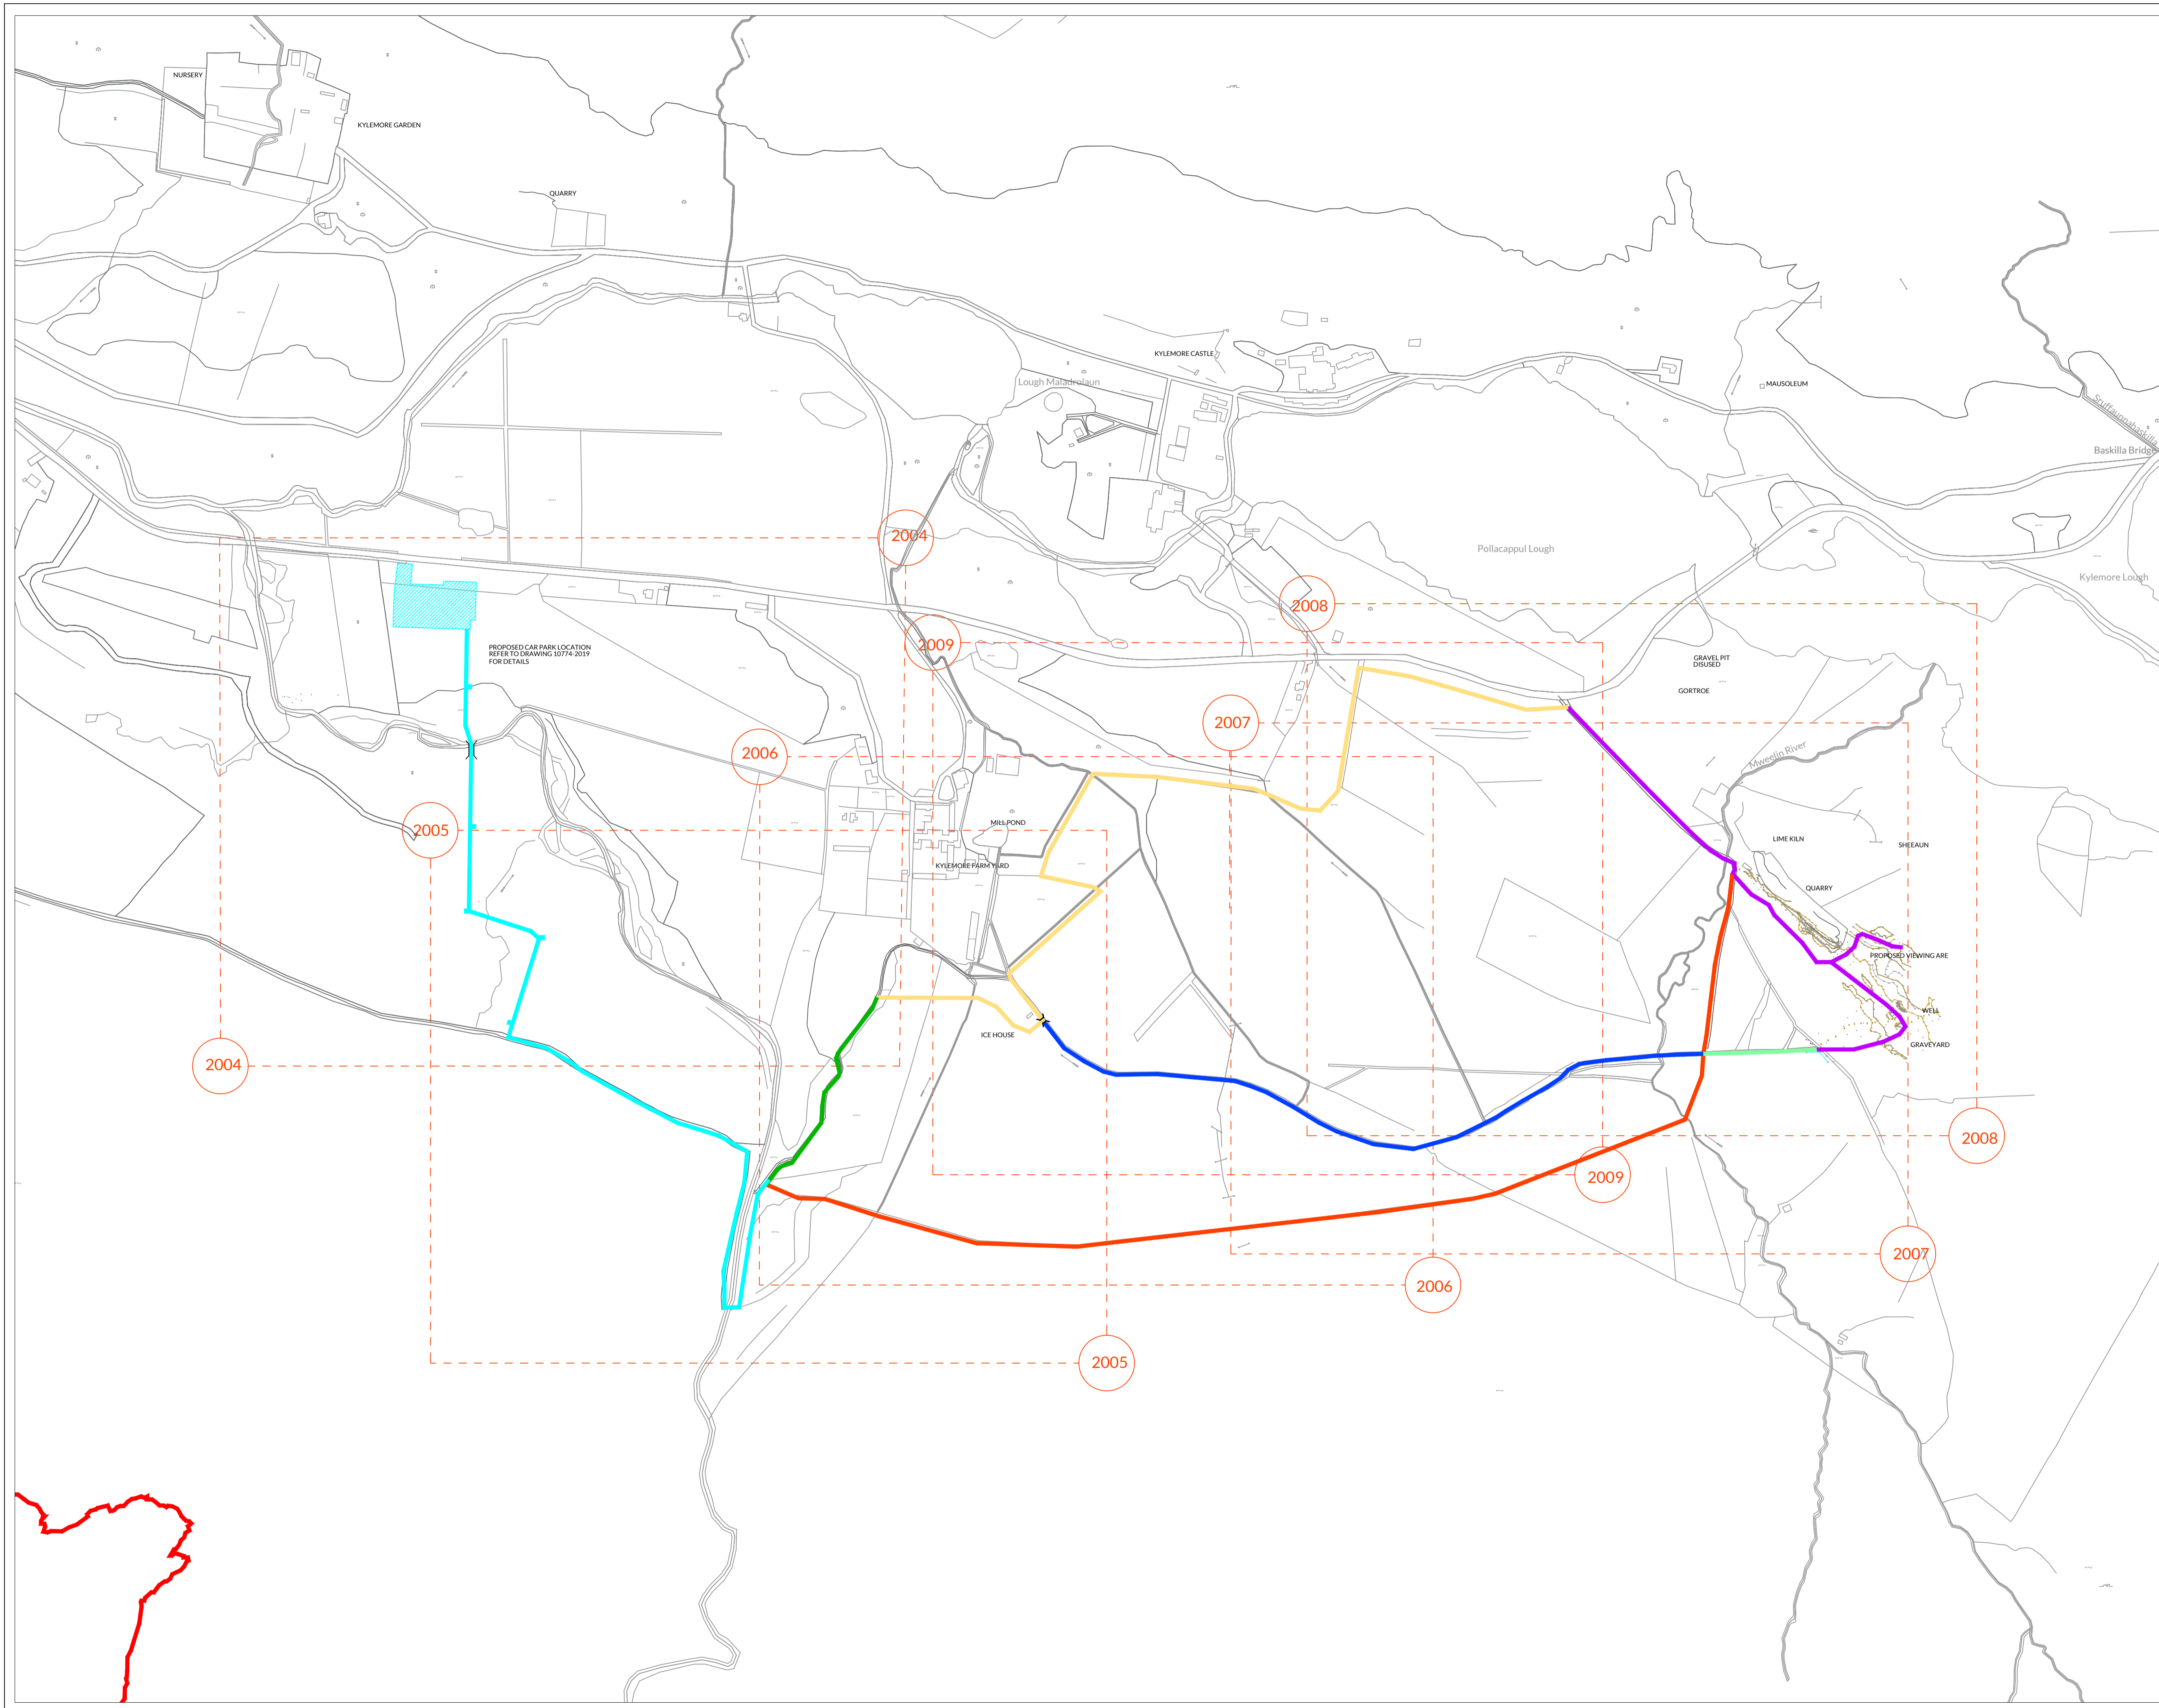 NURSERY
KYLEMORE GARDEN
QUARRY
KYLEMORE CASTLE
Lough Maladrolaun
MAUSOLEUM
Sruffaunnabaskilla
Baskilla Bridge
2004
Pollacappul Lough
Kylemore Lough
2008
2009
PROPOSED CAR PARK LOCATION
REFER TO DRAWING 10774-2019
FOR DETAILS
GRAVEL PIT
DISUSED
GORTROE
2007
2006
Mweelin River
MILL POND
2005
LIME KILN
SHEEAUN
KYLEMORE FARM YARD
QUARRY
PROPOSED VIEWING ARE
WELL
ICE HOUSE
GRAVEYARD
2004
2008
2009
2007
2006
2005